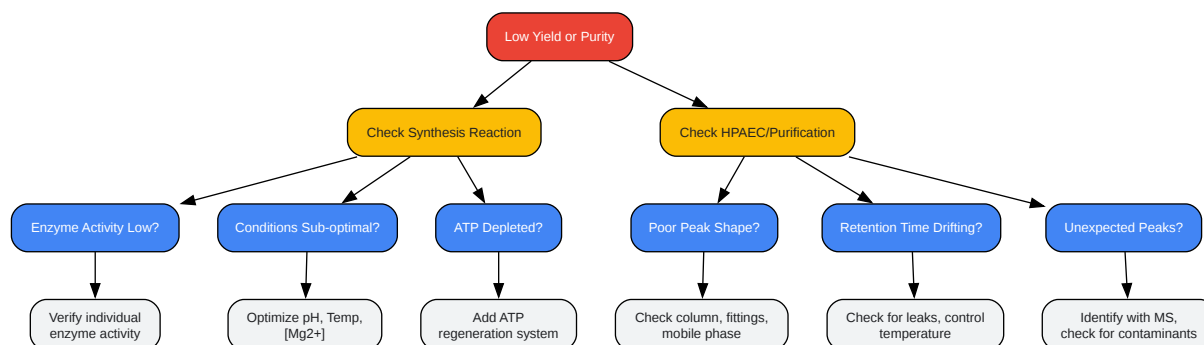 Low Yield or Purity
Check Synthesis Reaction
Check HPAEC/Purification
Enzyme Activity Low?
Conditions Sub-optimal?
ATP Depleted?
Poor Peak Shape?
Retention Time Drifting?
Unexpected Peaks?
Verify individual
enzyme activity
Optimize pH, Temp,
[Mg2+]
Add ATP
regeneration system
Check column, fittings,
mobile phase
Check for leaks, control
temperature
Identify with MS,
check for contaminants